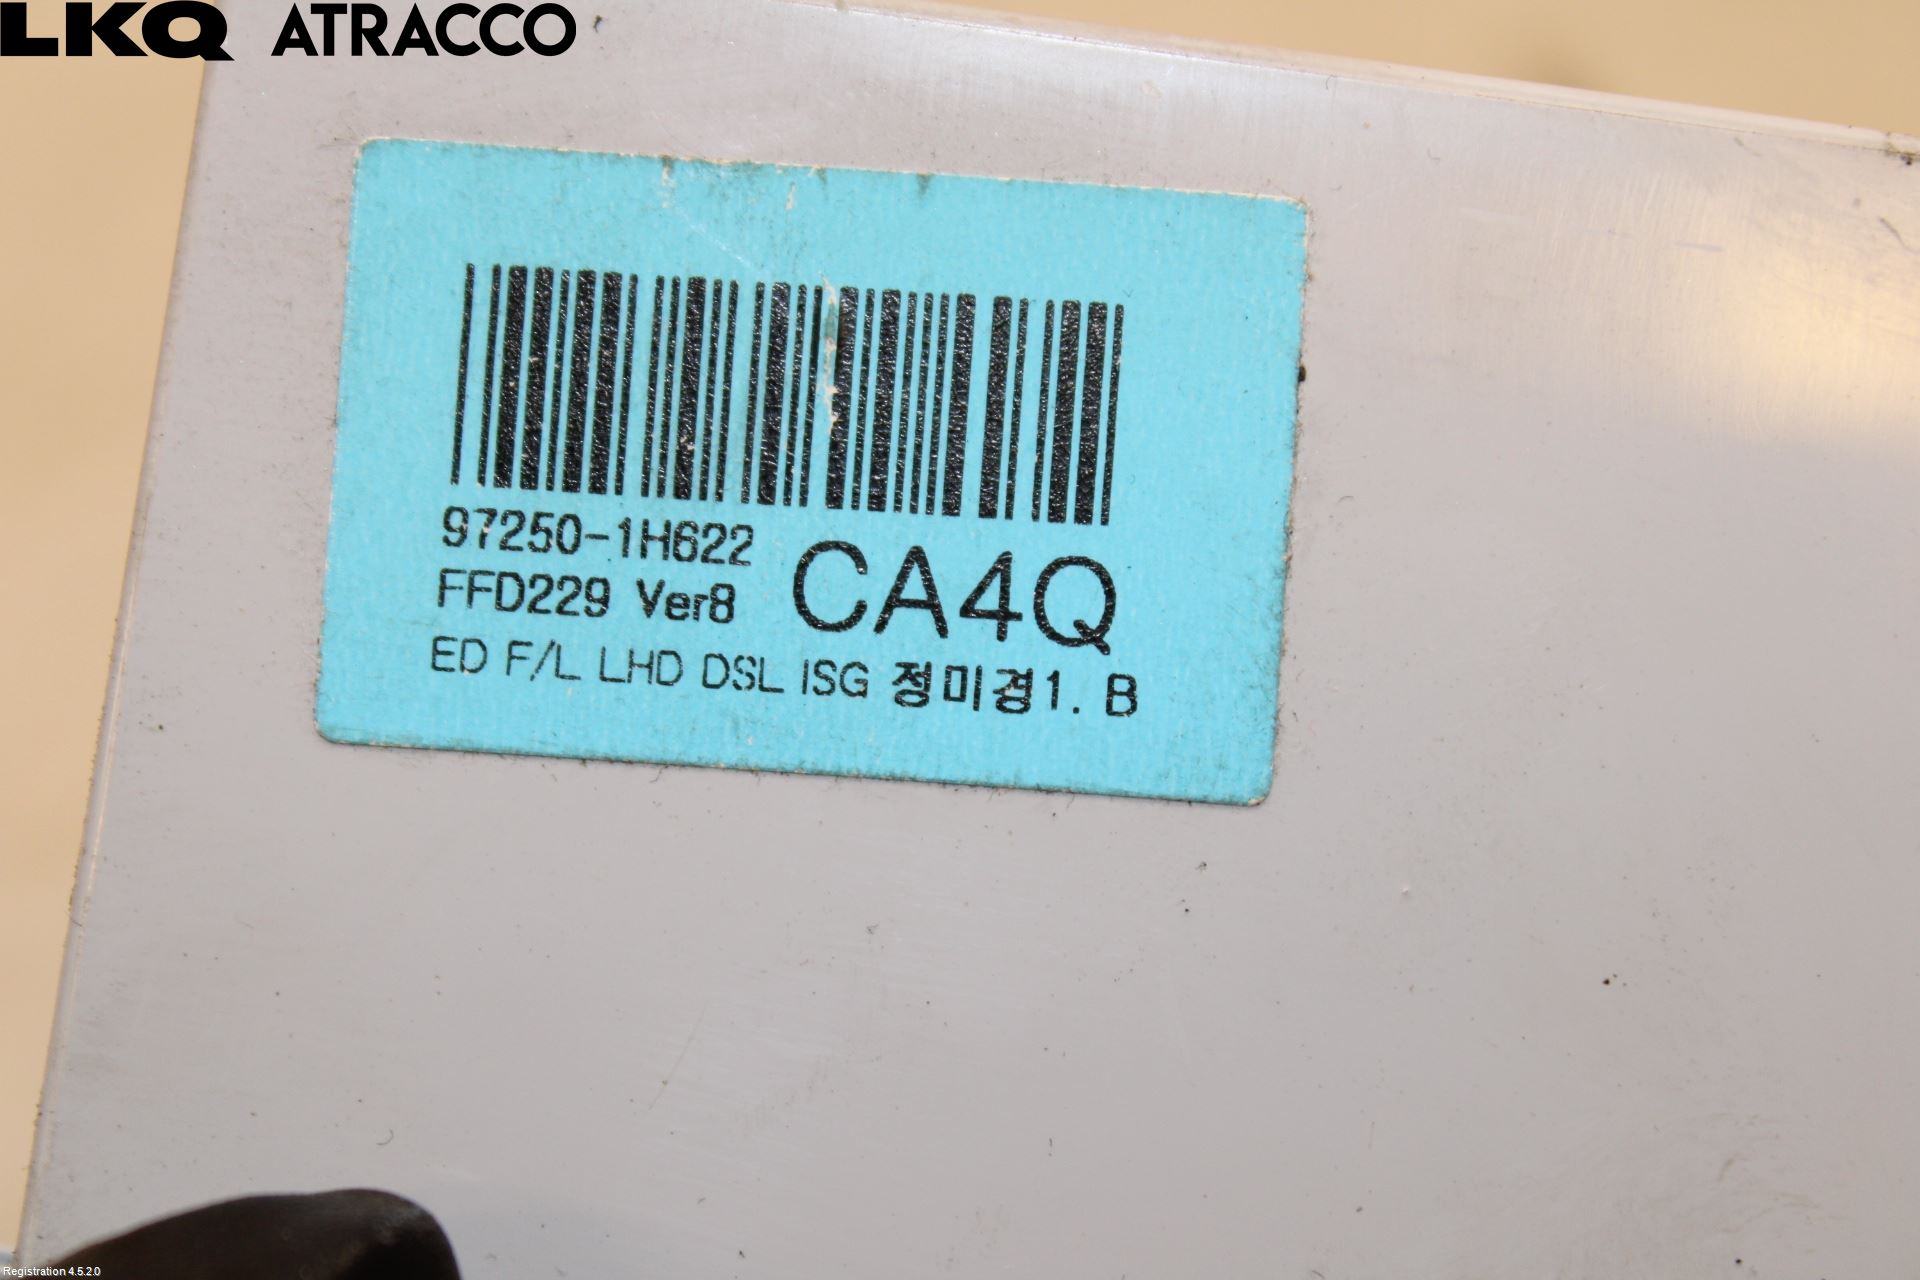 LKQ ATRACCO
97250-1H622
FFD229 Ver8
CA4Q
ED F/L LHD DSL ISG 정미경1. B
Registration 4.5.2.0